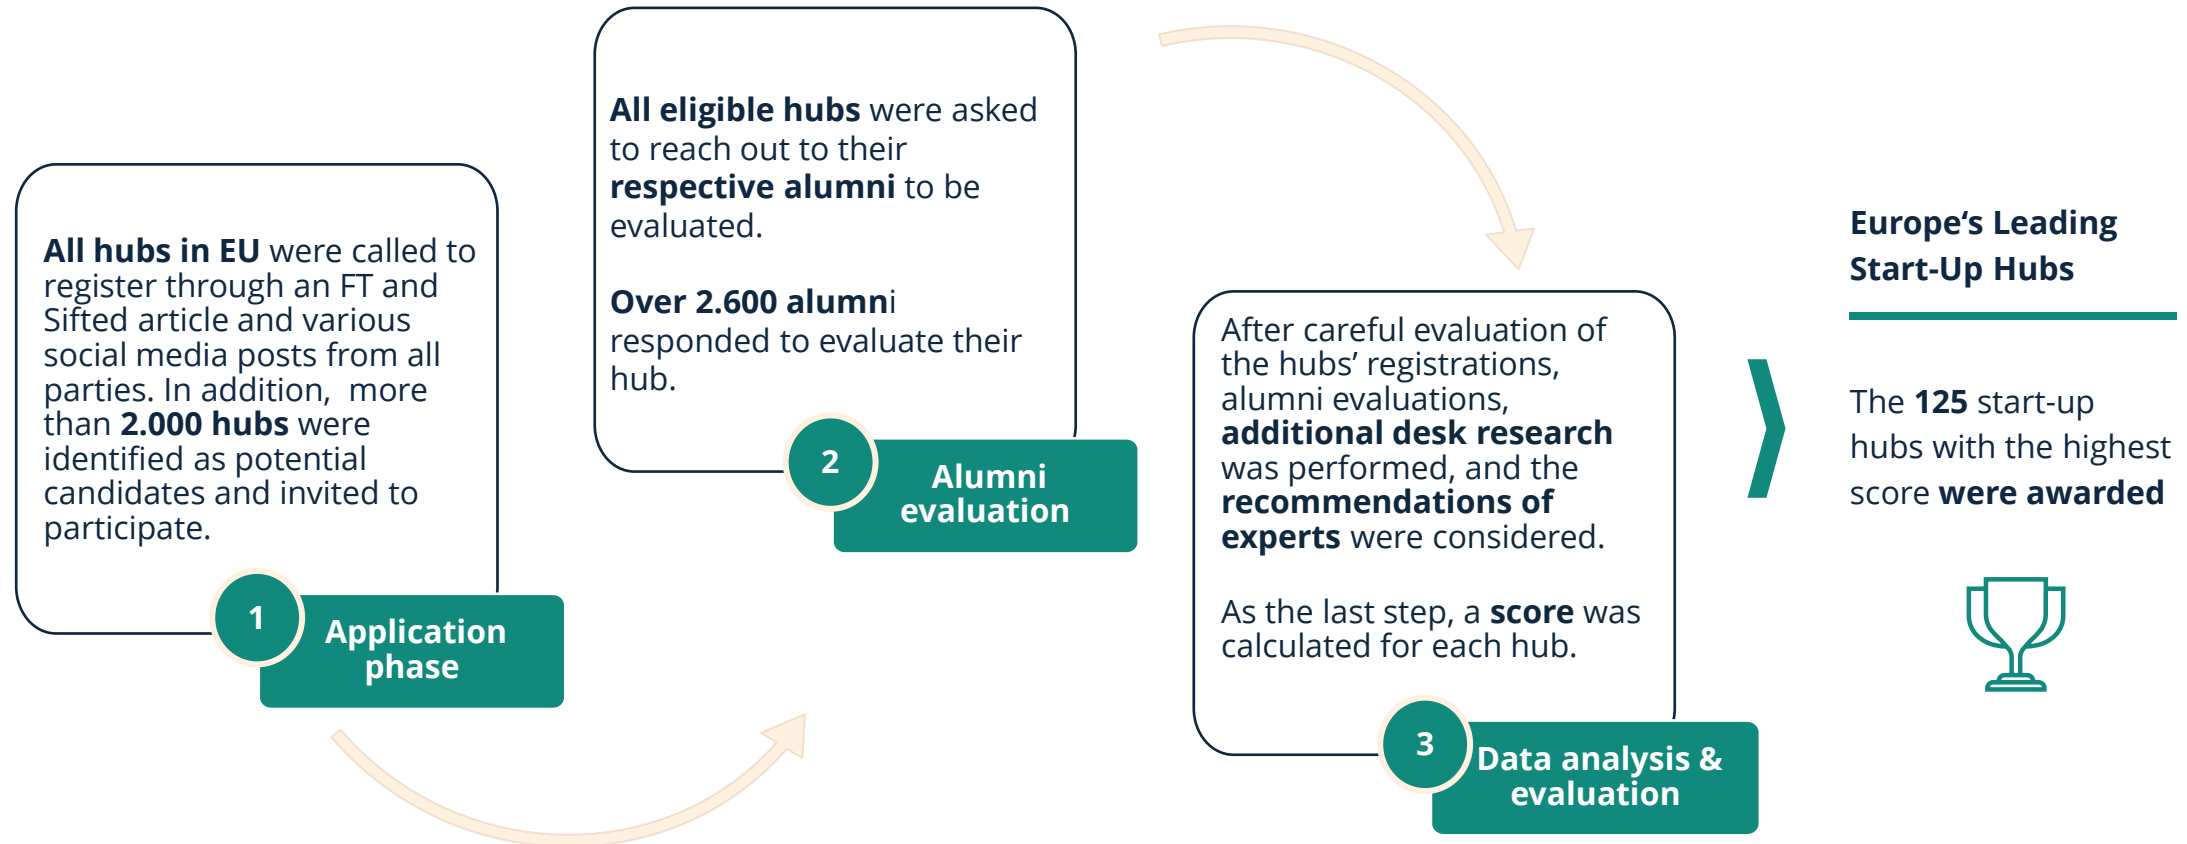 All hubs in EU were called to
register through an FT and
Sifted article and various
social media posts from all
parties. In addition,  more
than 2.000 hubs were
identified as potential
candidates and invited to
participate.
1
Application
phase
All eligible hubs were asked
to reach out to their
respective alumni to be
evaluated.
Over 2.600 alumni
responded to evaluate their
hub.
2
Alumni
evaluation
After careful evaluation of
the hubs’ registrations,
alumni evaluations,
additional desk research
was performed, and the
recommendations of
experts were considered.
As the last step, a score was
calculated for each hub.
3
Data analysis &
evaluation
Europe‘s Leading
Start-Up Hubs
The 125 start-up
hubs with the highest
score were awarded